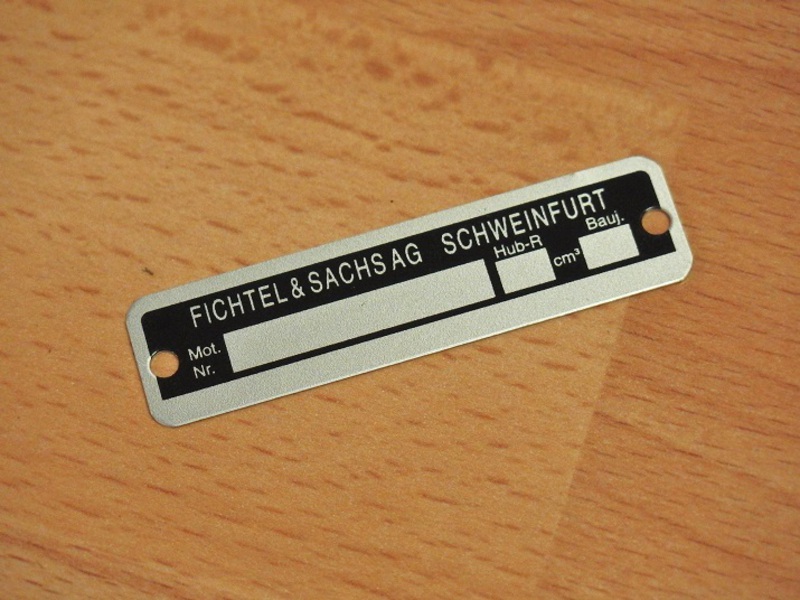 FICHTEL & SACHS AG SCHWEINFURT
Mot. Nr. Hub-R cm³ Bauj.